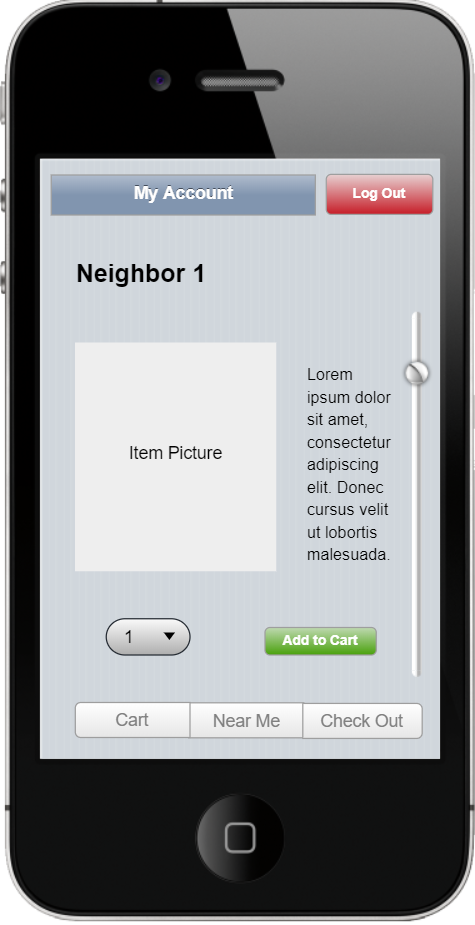 My Account
Log Out
Neighbor 1
Item Picture
Lorem
ipsum dolor
sit amet,
consectetur
adipiscing
elit. Donec
cursus velit
ut lobortis
malesuada.
1
Add to Cart
Cart
Near Me
Check Out